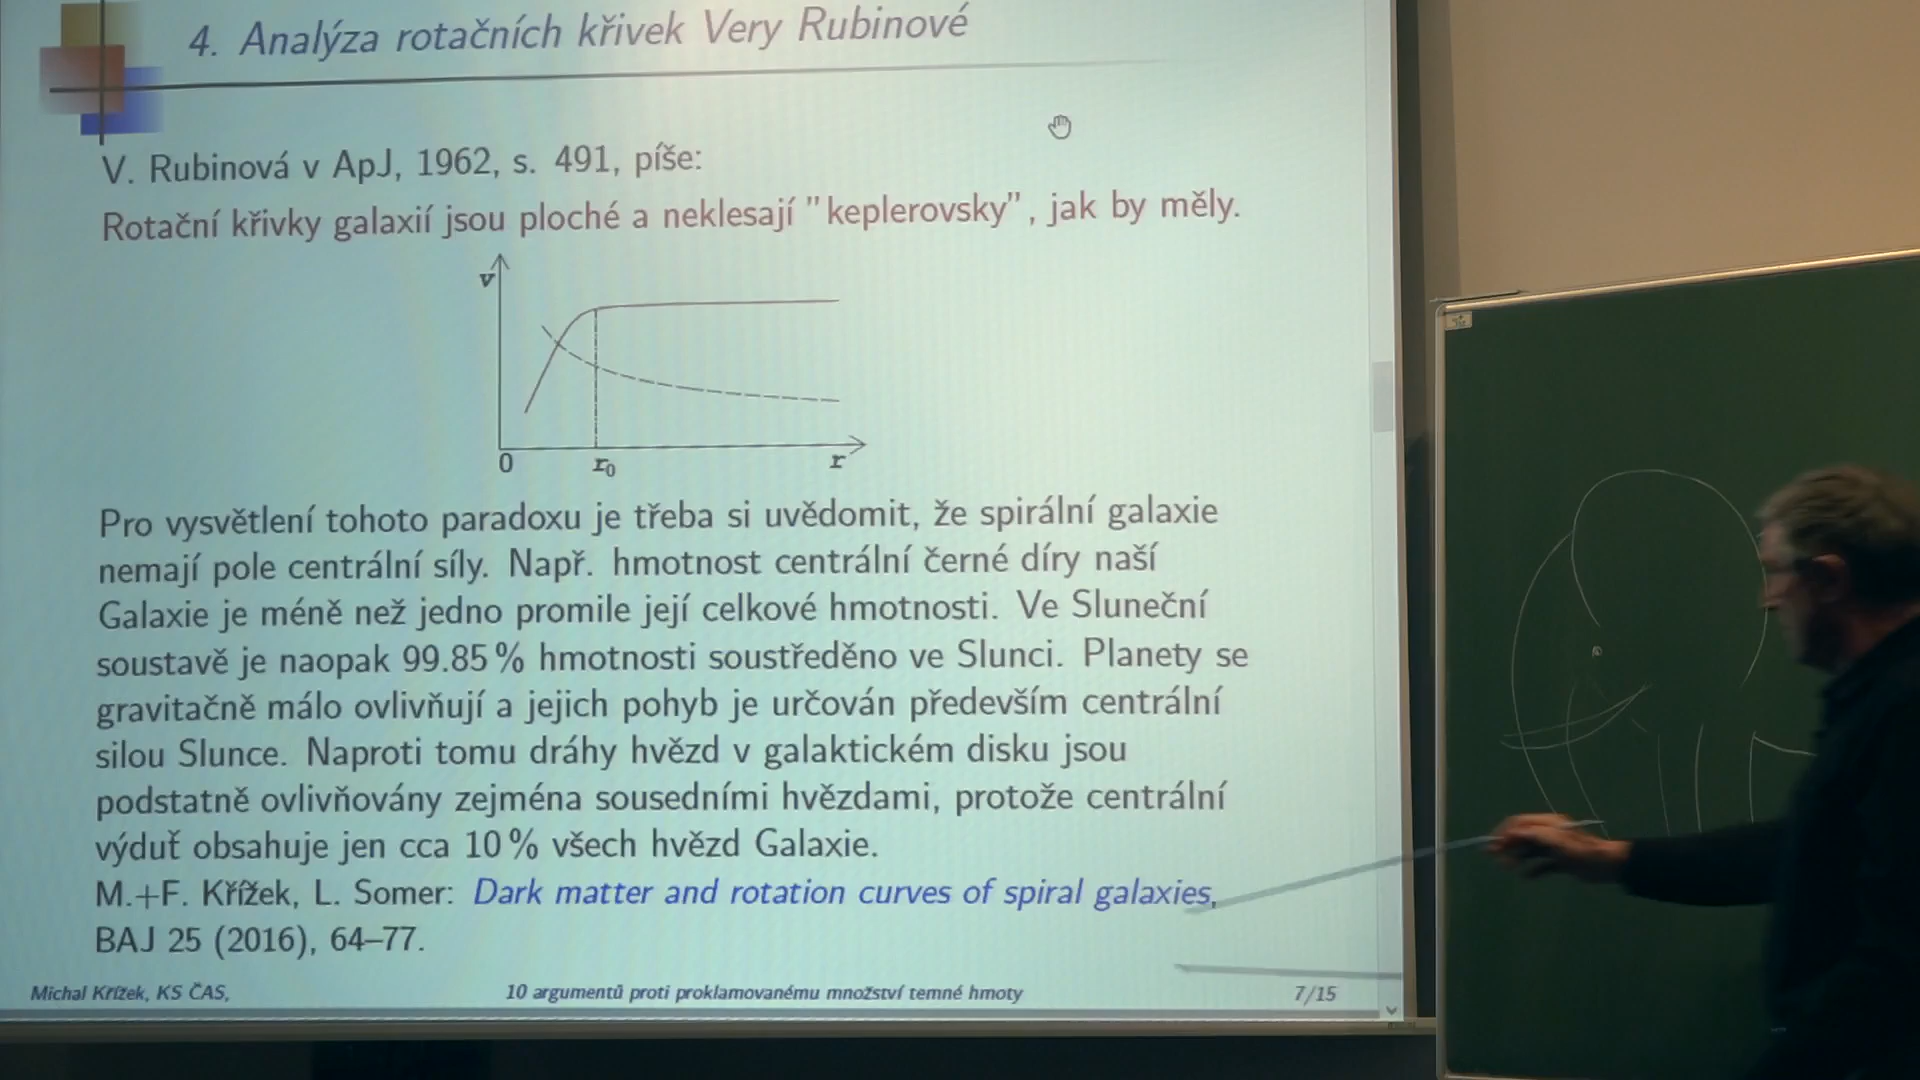 4. Analýza rotačních křivek Very Rubinové
V. Rubinová v ApJ, 1962, s. 491, píše:
Rotační křivky galaxií jsou ploché a neklesají "keplerovsky", jak by měly.
v
0
r₀
r
Pro vysvětlení tohoto paradoxu je třeba si uvědomit, že spirální galaxie
nemají pole centrální síly. Např. hmotnost centrální černé díry naší
Galaxie je méně než jedno promile její celkové hmotnosti. Ve Sluneční
soustavě je naopak 99.85 % hmotnosti soustředěno ve Slunci. Planety se
gravitačně málo ovlivňují a jejich pohyb je určován především centrální
silou Slunce. Naproti tomu dráhy hvězd v galaktickém disku jsou
podstatně ovlivňovány zejména sousedními hvězdami, protože centrální
výduť obsahuje jen cca 10 % všech hvězd Galaxie.
M.+F. Křížek, L. Somer: Dark matter and rotation curves of spiral galaxies,
BAJ 25 (2016), 64–77.
Michal Křížek, KS ČAS,
10 argumentů proti proklamovanému množství temné hmoty
7/15